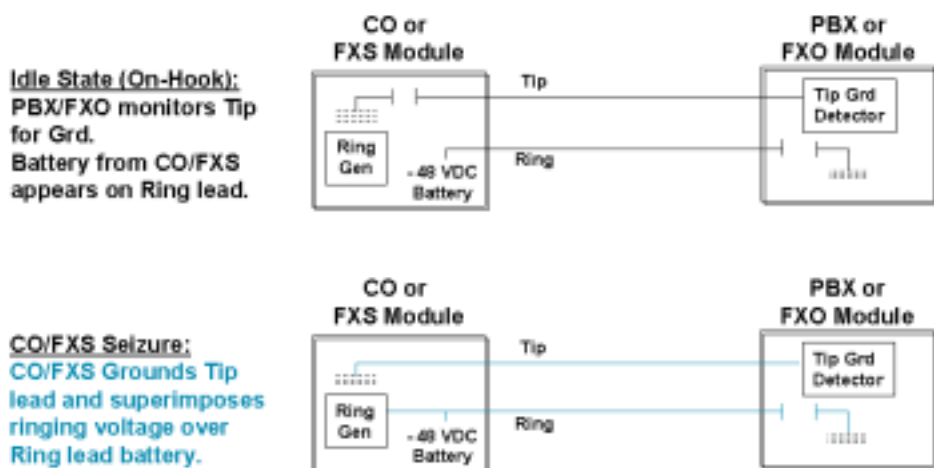 CO or
FXS Module
PBX or
FXO Module
Idle State (On-Hook):
PBX/FXO monitors Tip
for Grd.
Battery from CO/FXS
appears on Ring lead.
Tip
Tip Grd
Detector
Ring
Gen
- 48 VDC
Battery
Ring
CO or
FXS Module
PBX or
FXO Module
CO/FXS Seizure:
CO/FXS Grounds Tip
lead and superimposes
ringing voltage over
Ring lead battery.
Tip
Tip Grd
Detector
Ring
Gen
- 48 VDC
Battery
Ring